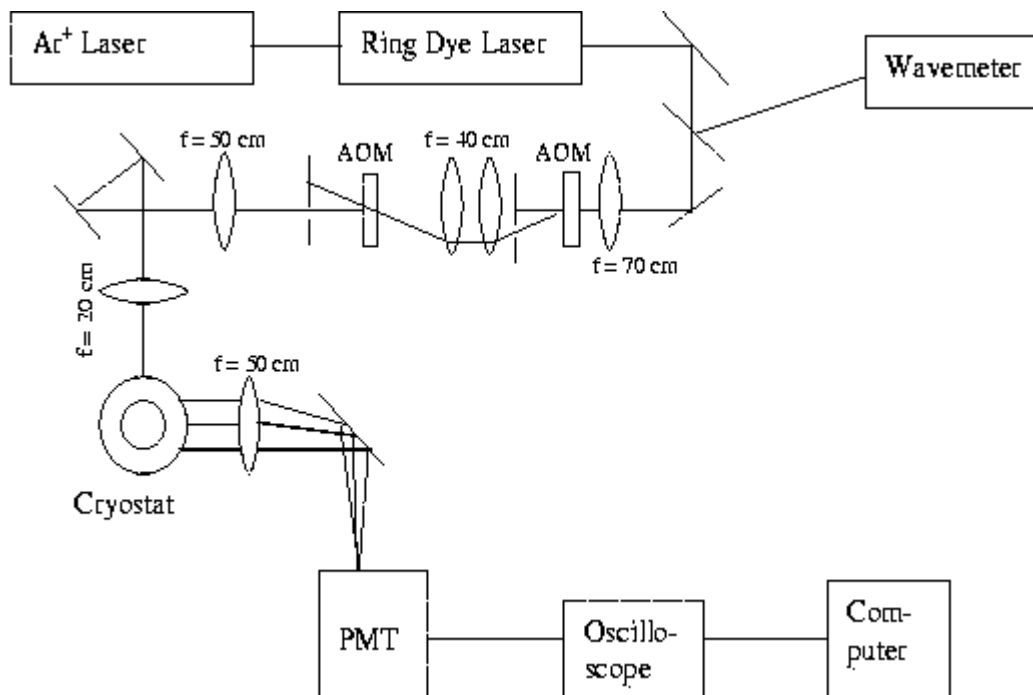 Ar⁺ Laser
Ring Dye Laser
Wavemeter
f = 50 cm
AOM
f = 40 cm
AOM
f = 70 cm
f = 20 cm
f = 50 cm
Cryostat
PMT
Oscillo-
scope
Com-
puter